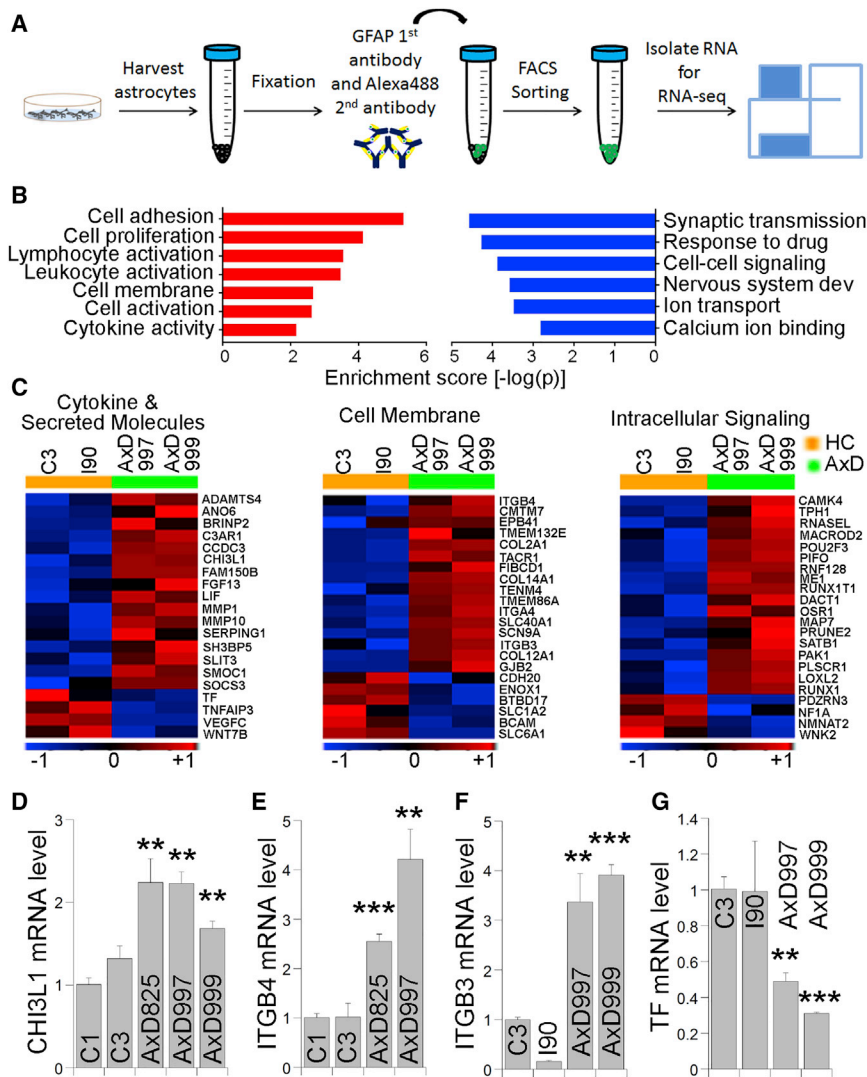 A
Harvest
astrocytes
Fixation
GFAP 1st
antibody
and Alexa488
2nd antibody
FACS
Sorting
Isolate RNA
for
RNA-seq
B
Cell adhesion
Cell proliferation
Lymphocyte activation
Leukocyte activation
Cell membrane
Cell activation
Cytokine activity
0 2 4 6
Synaptic transmission
Response to drug
Cell-cell signaling
Nervous system dev
Ion transport
Calcium ion binding
5 4 3 2 1 0
Enrichment score [-log(p)]
C
Cytokine &
Secreted Molecules
C3 I90 AxD 997 AxD 999
ADAMTS4
ANO6
BRINP2
C3AR1
CCDC3
CHI3L1
FAM150B
FGF13
LIF
MMP1
MMP10
SERPING1
SH3BP5
SLIT3
SMOC1
SOCS3
TF
TNFAIP3
VEGFC
WNT7B
-1 0 +1
Cell Membrane
C3 I90 AxD 997 AxD 999
ITGB4
CMTM7
EPB41
TMEM132E
COL2A1
TACR1
FIBCD1
COL14A1
TENM4
TMEM86A
ITGA4
SLC40A1
SCN9A
ITGB3
COL12A1
GJB2
CDH20
ENOX1
BTBD17
SLC1A2
BCAM
SLC6A1
-1 0 +1
Intracellular Signaling
C3 I90 AxD 997 AxD 999
HC
AxD
CAMK4
TPH1
RNASEL
MACROD2
POU2F3
PIFO
RNF128
ME1
RUNX1T1
DACT1
OSR1
MAP7
PRUNE2
SATB1
PAK1
PLSCR1
LOXL2
RUNX1
PDZRN3
NF1A
NMNAT2
WNK2
-1 0 +1
D
CHI3L1 mRNA level
3
2
1
0
** ** **
C1 C3 AxD825 AxD997 AxD999
E
ITGB4 mRNA level
5
4
3
2
1
0
*** **
C1 C3 AxD825 AxD997
F
ITGB3 mRNA level
5
4
3
2
1
0
** ***
C3 I90 AxD997 AxD999
G
TF mRNA level
1.4
1.2
1
0.8
0.6
0.4
0.2
0
** ***
C3 I90 AxD997 AxD999